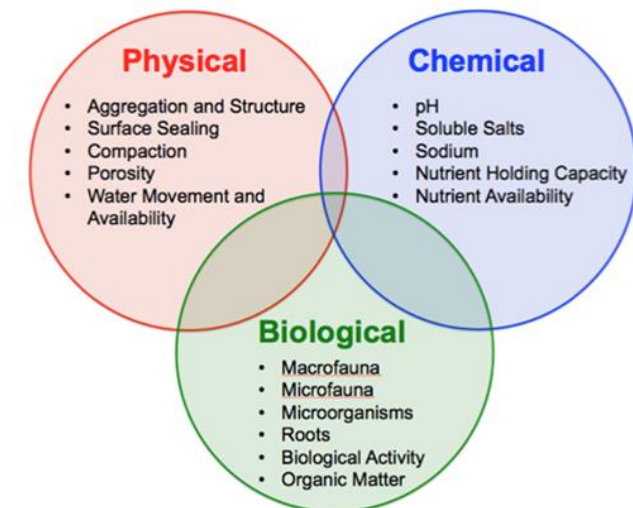 Physical
• Aggregation and Structure
• Surface Sealing
• Compaction
• Porosity
• Water Movement and
Availability
Chemical
• pH
• Soluble Salts
• Sodium
• Nutrient Holding Capacity
• Nutrient Availability
Biological
• Macrofauna
• Microfauna
• Microorganisms
• Roots
• Biological Activity
• Organic Matter